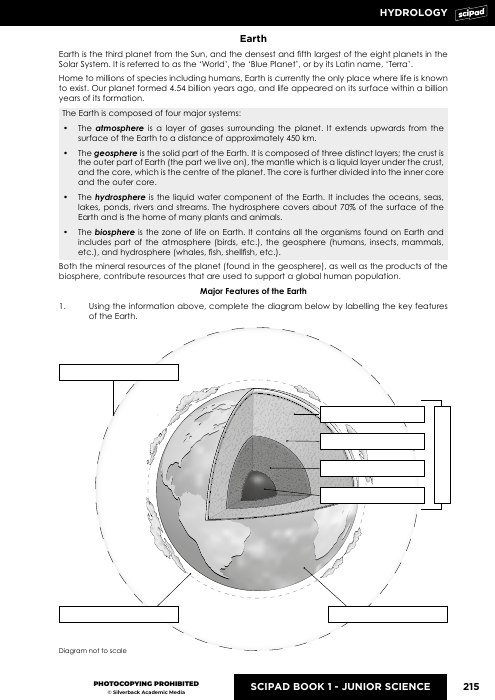 HYDROLOGY scipad
Earth
Earth is the third planet from the Sun, and the densest and fifth largest of the eight planets in the
Solar System. It is referred to as the 'World', the 'Blue Planet', or by its Latin name, 'Terra'.
Home to millions of species including humans, Earth is currently the only place where life is known
to exist. Our planet formed 4.54 billion years ago, and life appeared on its surface within a billion
years of its formation.
The Earth is composed of four major systems:
• The atmosphere is a layer of gases surrounding the planet. It extends upwards from the
surface of the Earth to a distance of approximately 450 km.
• The geosphere is the solid part of the Earth. It is composed of three distinct layers; the crust is
the outer part of Earth (the part we live on), the mantle which is a liquid layer under the crust,
and the core, which is the centre of the planet. The core is further divided into the inner core
and the outer core.
• The hydrosphere is the liquid water component of the Earth. It includes the oceans, seas,
lakes, ponds, rivers and streams. The hydrosphere covers about 70% of the surface of the
Earth and is the home of many plants and animals.
• The biosphere is the zone of life on Earth. It contains all the organisms found on Earth and
includes part of the atmosphere (birds, etc.), the geosphere (humans, insects, mammals,
etc.), and hydrosphere (whales, fish, shellfish, etc.).
Both the mineral resources of the planet (found in the geosphere), as well as the products of the
biosphere, contribute resources that are used to support a global human population.
Major Features of the Earth
1. Using the information above, complete the diagram below by labelling the key features
of the Earth.
Diagram not to scale
PHOTOCOPYING PROHIBITED
© Silverback Academic Media
SCIPAD BOOK 1 - JUNIOR SCIENCE 215